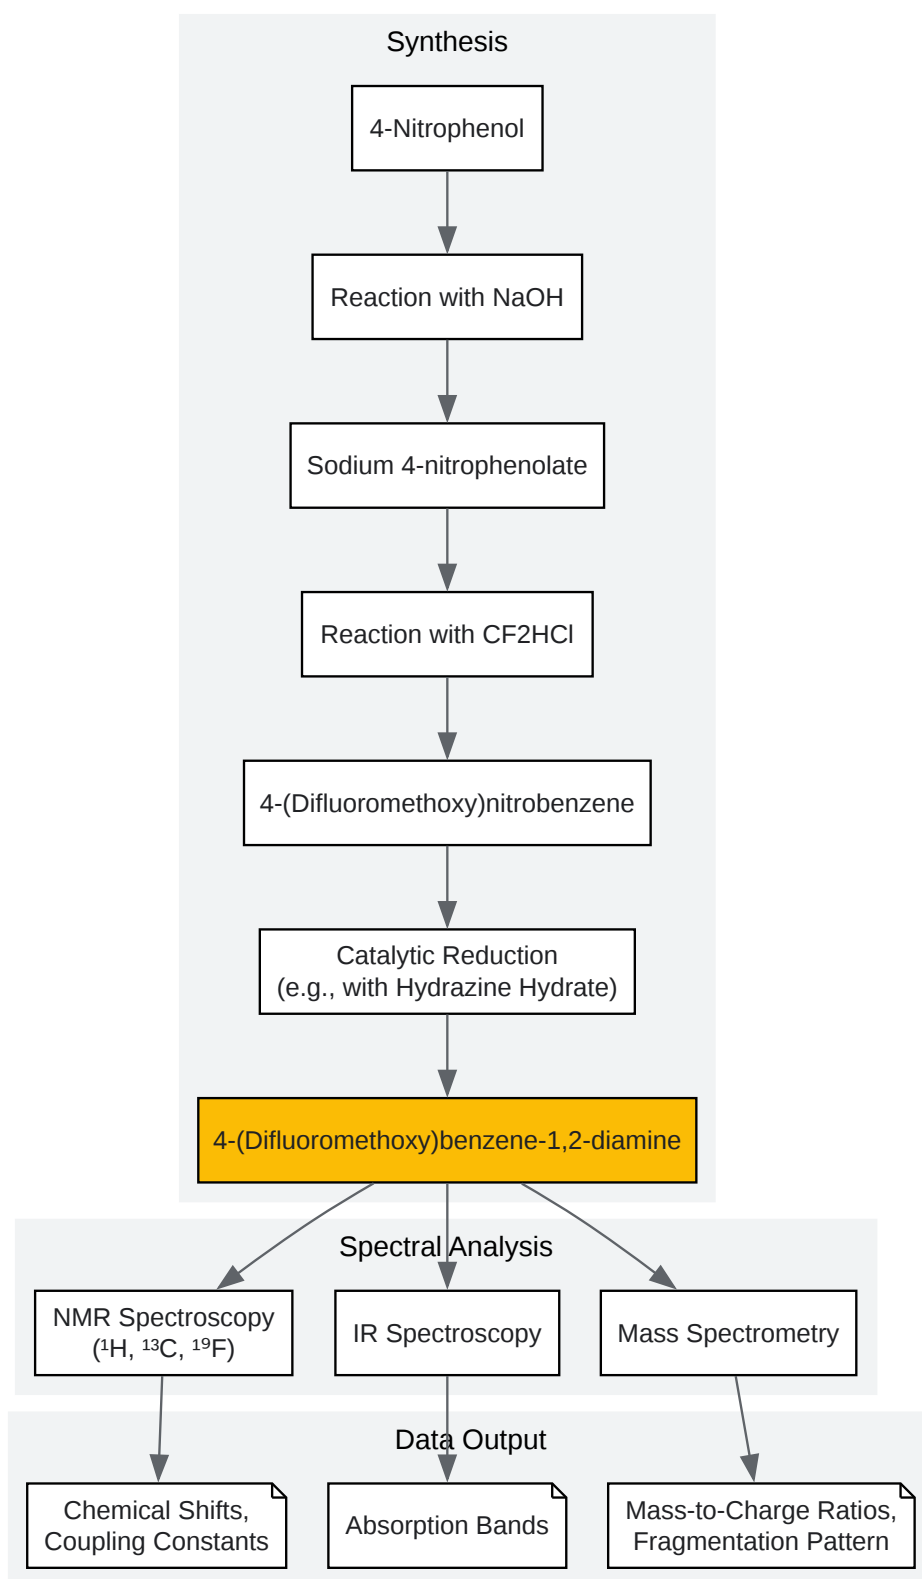 Synthesis
4-Nitrophenol
Reaction with NaOH
Sodium 4-nitrophenolate
Reaction with CF2HCl
4-(Difluoromethoxy)nitrobenzene
Catalytic Reduction
(e.g., with Hydrazine Hydrate)
4-(Difluoromethoxy)benzene-1,2-diamine
Spectral Analysis
NMR Spectroscopy
(¹H, ¹³C, ¹⁹F)
IR Spectroscopy
Mass Spectrometry
Data Output
Chemical Shifts,
Coupling Constants
Absorption Bands
Mass-to-Charge Ratios,
Fragmentation Pattern